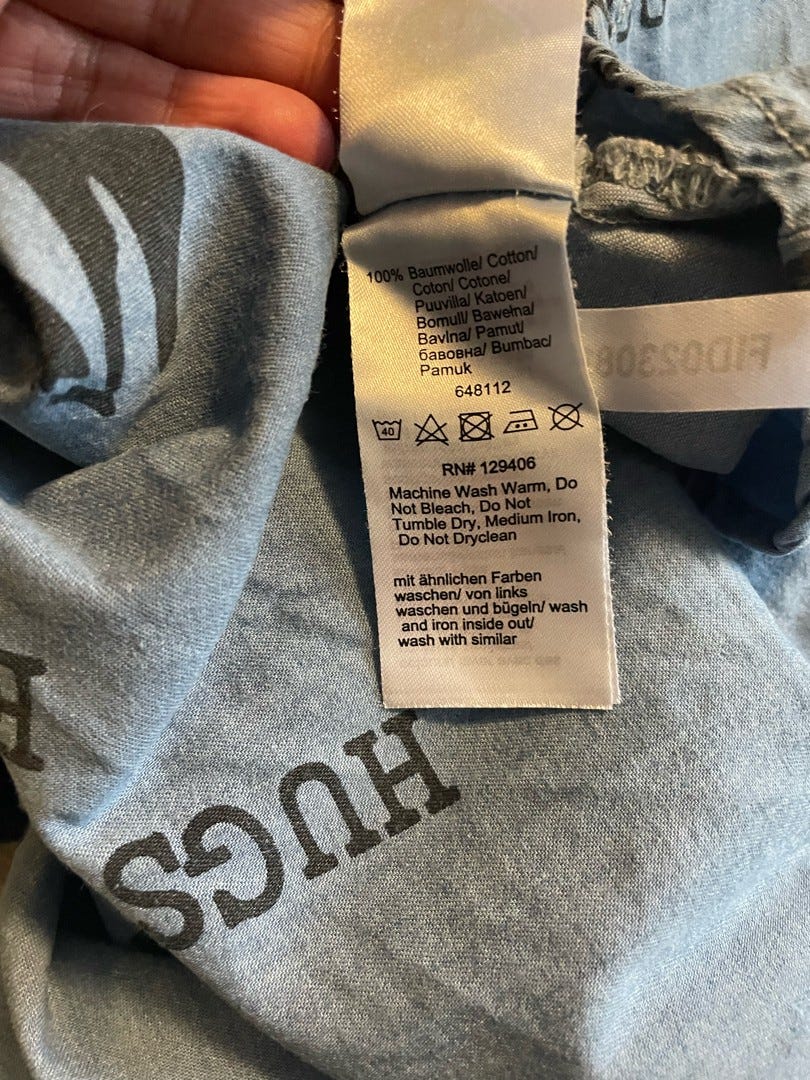 100% Baumwolle/ Cotton/
Coton/ Cotone/
Puuvilla/ Katoen/
Bomull/ Bawełna/
Bavlna/ Pamut/
бавовна/ Bumbac/
Pamuk
648112
40
RN# 129406
Machine Wash Warm, Do
Not Bleach, Do Not
Tumble Dry, Medium Iron,
Do Not Dryclean
mit ähnlichen Farben
waschen/ von links
waschen und bügeln/ wash
and iron inside out/
wash with similar
FID02308
HUGS